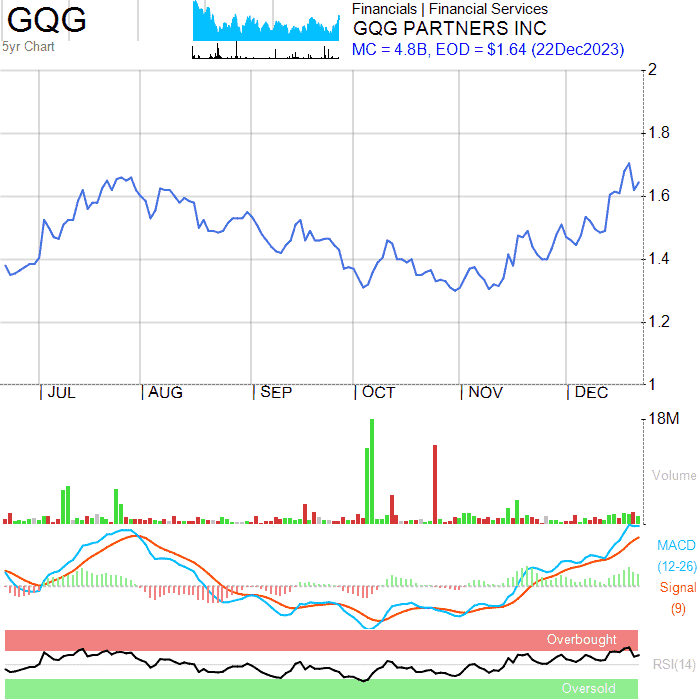 GQG
5yr Chart
Financials | Financial Services
GQG PARTNERS INC
MC = 4.8B, EOD = $1.64 (22Dec2023)
2
1.8
1.6
1.4
1.2
1
JUL AUG SEP OCT NOV DEC
18M
Volume
MACD
(12-26)
Signal
(9)
Overbought
RSI(14)
Oversold